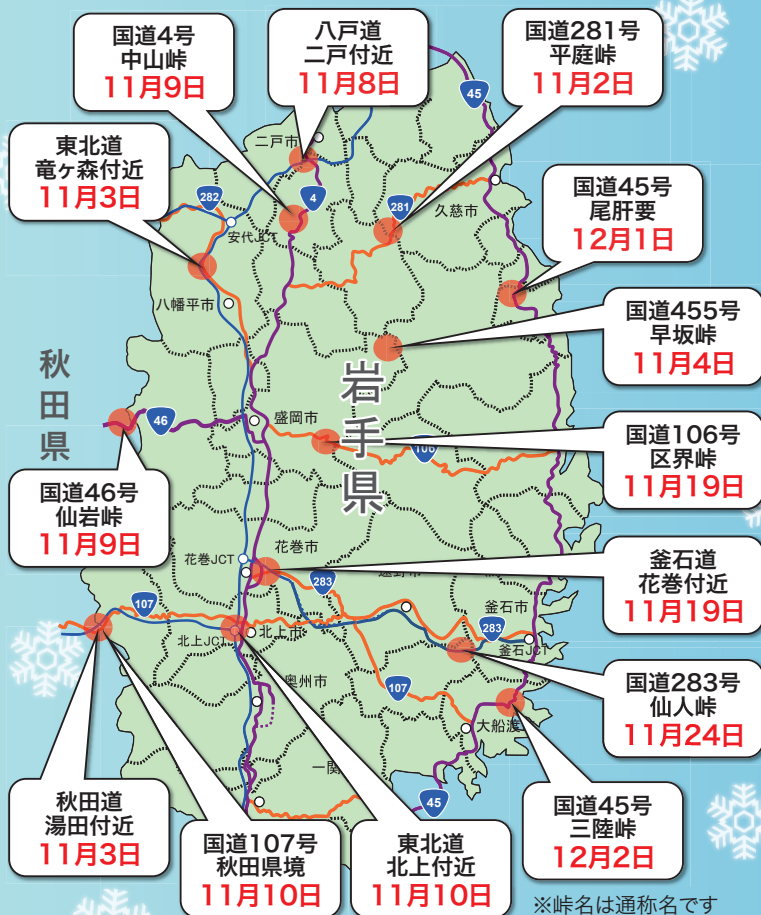 国道4号
中山峠
11月9日
八戸道
二戸付近
11月8日
国道281号
平庭峠
11月2日
45
東北道
竜ヶ森付近
11月3日
二戸市
282
4
281
久慈市
安代JCT
国道45号
尾肝要
12月1日
八幡平市
国道455号
早坂峠
11月4日
秋田県
岩手県
46
盛岡市
106
国道106号
区界峠
11月19日
国道46号
仙岩峠
11月9日
花巻JCT
花巻市
283
釜石道
花巻付近
11月19日
107
釜石市
283
釜石JCT
北上JCT
北上市
奥州市
107
国道283号
仙人峠
11月24日
大船渡
一関
45
秋田道
湯田付近
11月3日
国道107号
秋田県境
11月10日
東北道
北上付近
11月10日
国道45号
三陸峠
12月2日
※峠名は通称名です